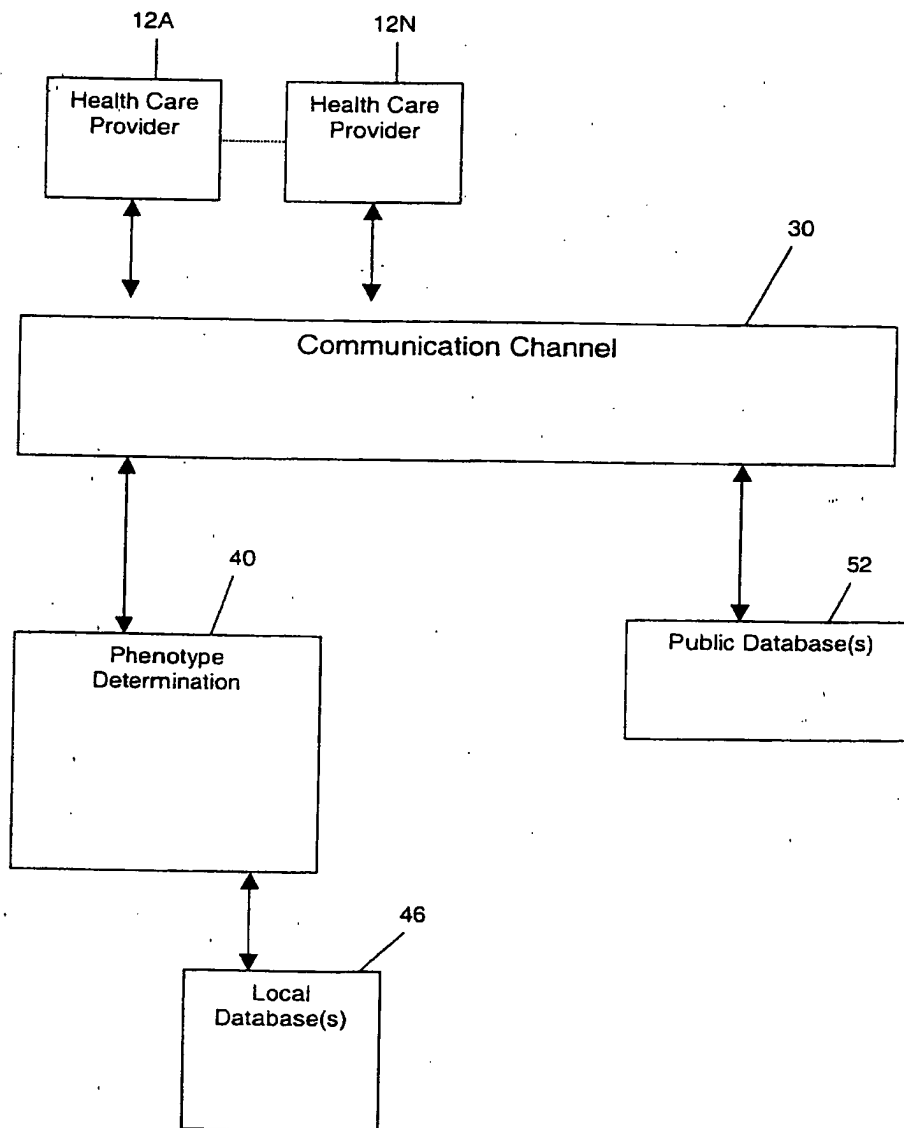 12A
12N
Health Care
Provider
Health Care
Provider
30
Communication Channel
40
52
Phenotype
Determination
Public Database(s)
46
Local
Database(s)